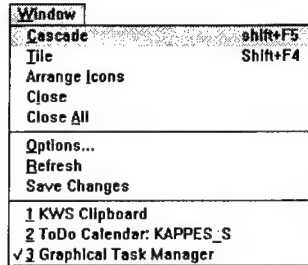 Window
Cascade shift+F5
Tile Shift+F4
Arrange Icons
Close
Close All
Options...
Refresh
Save Changes
1 KWS Clipboard
2 ToDo Calendar: KAPPES_S
✓3 Graphical Task Manager